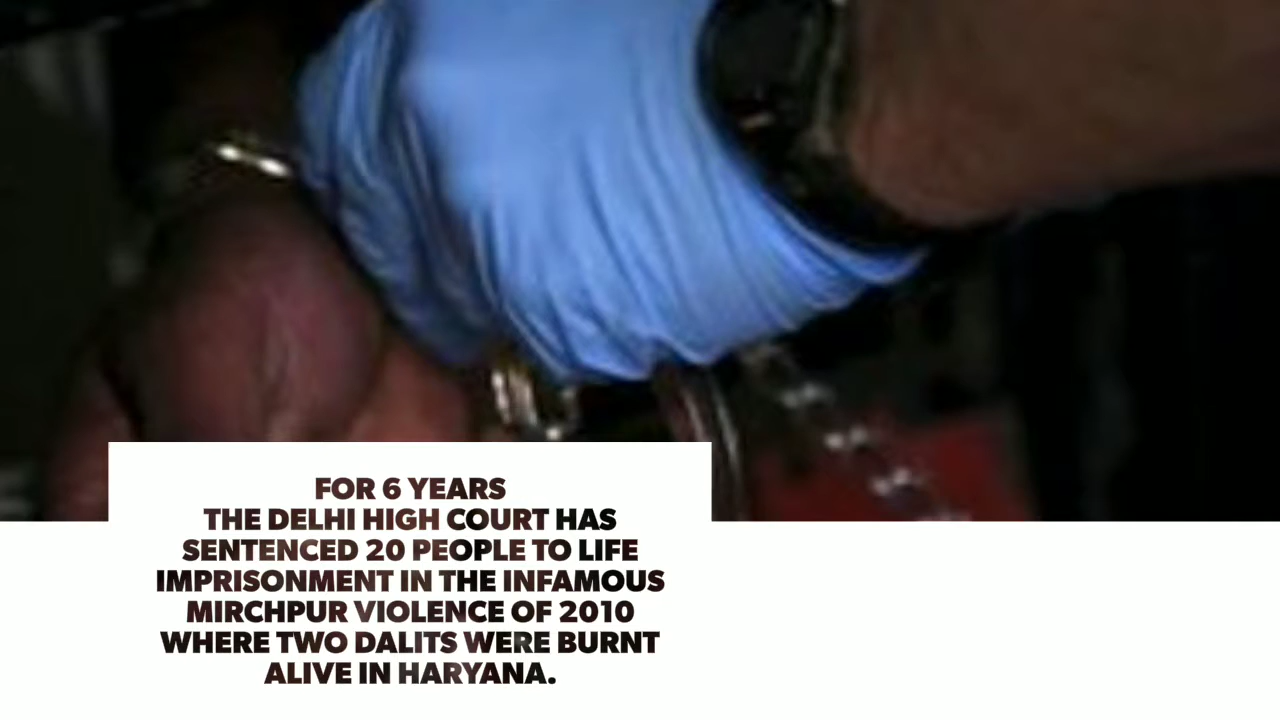 FOR 6 YEARS
THE DELHI HIGH COURT HAS
SENTENCED 20 PEOPLE TO LIFE
IMPRISONMENT IN THE INFAMOUS
MIRCHPUR VIOLENCE OF 2010
WHERE TWO DALITS WERE BURNT
ALIVE IN HARYANA.